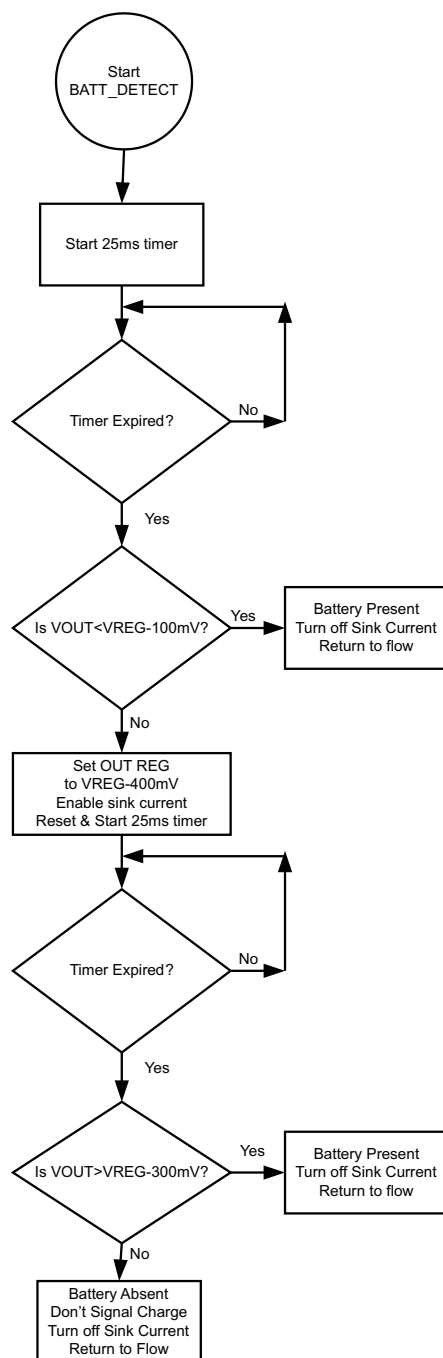 Start
BATT_DETECT
Start 25ms timer
Timer Expired?
No
Yes
Is VOUT<VREG-100mV?
Yes
Battery Present
Turn off Sink Current
Return to flow
No
Set OUT REG
to VREG-400mV
Enable sink current
Reset & Start 25ms timer
Timer Expired?
No
Yes
Is VOUT>VREG-300mV?
Yes
Battery Present
Turn off Sink Current
Return to flow
No
Battery Absent
Don't Signal Charge
Turn off Sink Current
Return to Flow